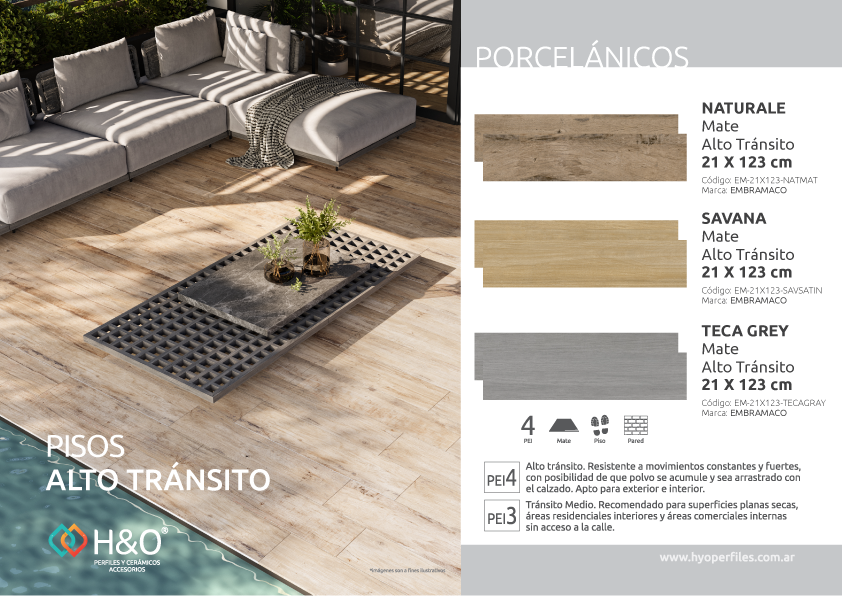 PISOS
ALTO TRÁNSITO
H&O®
PERFILES Y CERÁMICOS
ACCESORIOS
*Imágenes son a fines ilustrativos
PORCELÁNICOS
NATURALE
Mate
Alto Tránsito
21 X 123 cm
Código: EM-21X123-NATMAT
Marca: EMBRAMACO
SAVANA
Mate
Alto Tránsito
21 X 123 cm
Código: EM-21X123-SAVSATIN
Marca: EMBRAMACO
TECA GREY
Mate
Alto Tránsito
21 X 123 cm
Código: EM-21X123-TECAGRAY
Marca: EMBRAMACO
4
PEI Mate Piso Pared
PEI4
Alto tránsito. Resistente a movimientos constantes y fuertes,
con posibilidad de que polvo se acumule y sea arrastrado con
el calzado. Apto para exterior e interior.
PEI3
Tránsito Medio. Recomendado para superficies planas secas,
áreas residenciales interiores y áreas comerciales internas
sin acceso a la calle.
www.hyoperfiles.com.ar